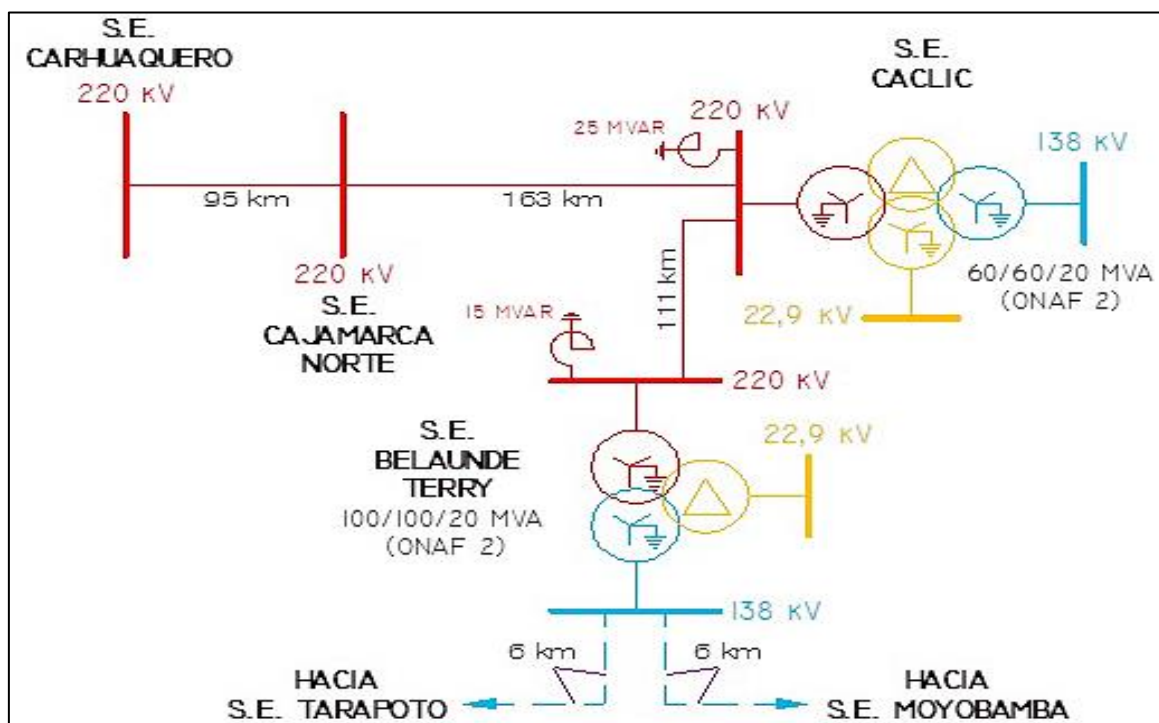 S.E.
CARHUAQUERO
220 kV
95 km
220 kV
S.E.
CAJAMARCA
NORTE
163 km
25 MVAR
220 kV
S.E.
CACLIC
138 kV
60/60/20 MVA
(ONAF 2)
22,9 kV
111 km
15 MVAR
220 kV
S.E.
BELAUNDE
TERRY
100/100/20 MVA
(ONAF 2)
22,9 kV
138 kV
6 km
6 km
HACIA
S.E. TARAPOTO
HACIA
S.E. MOYOBAMBA